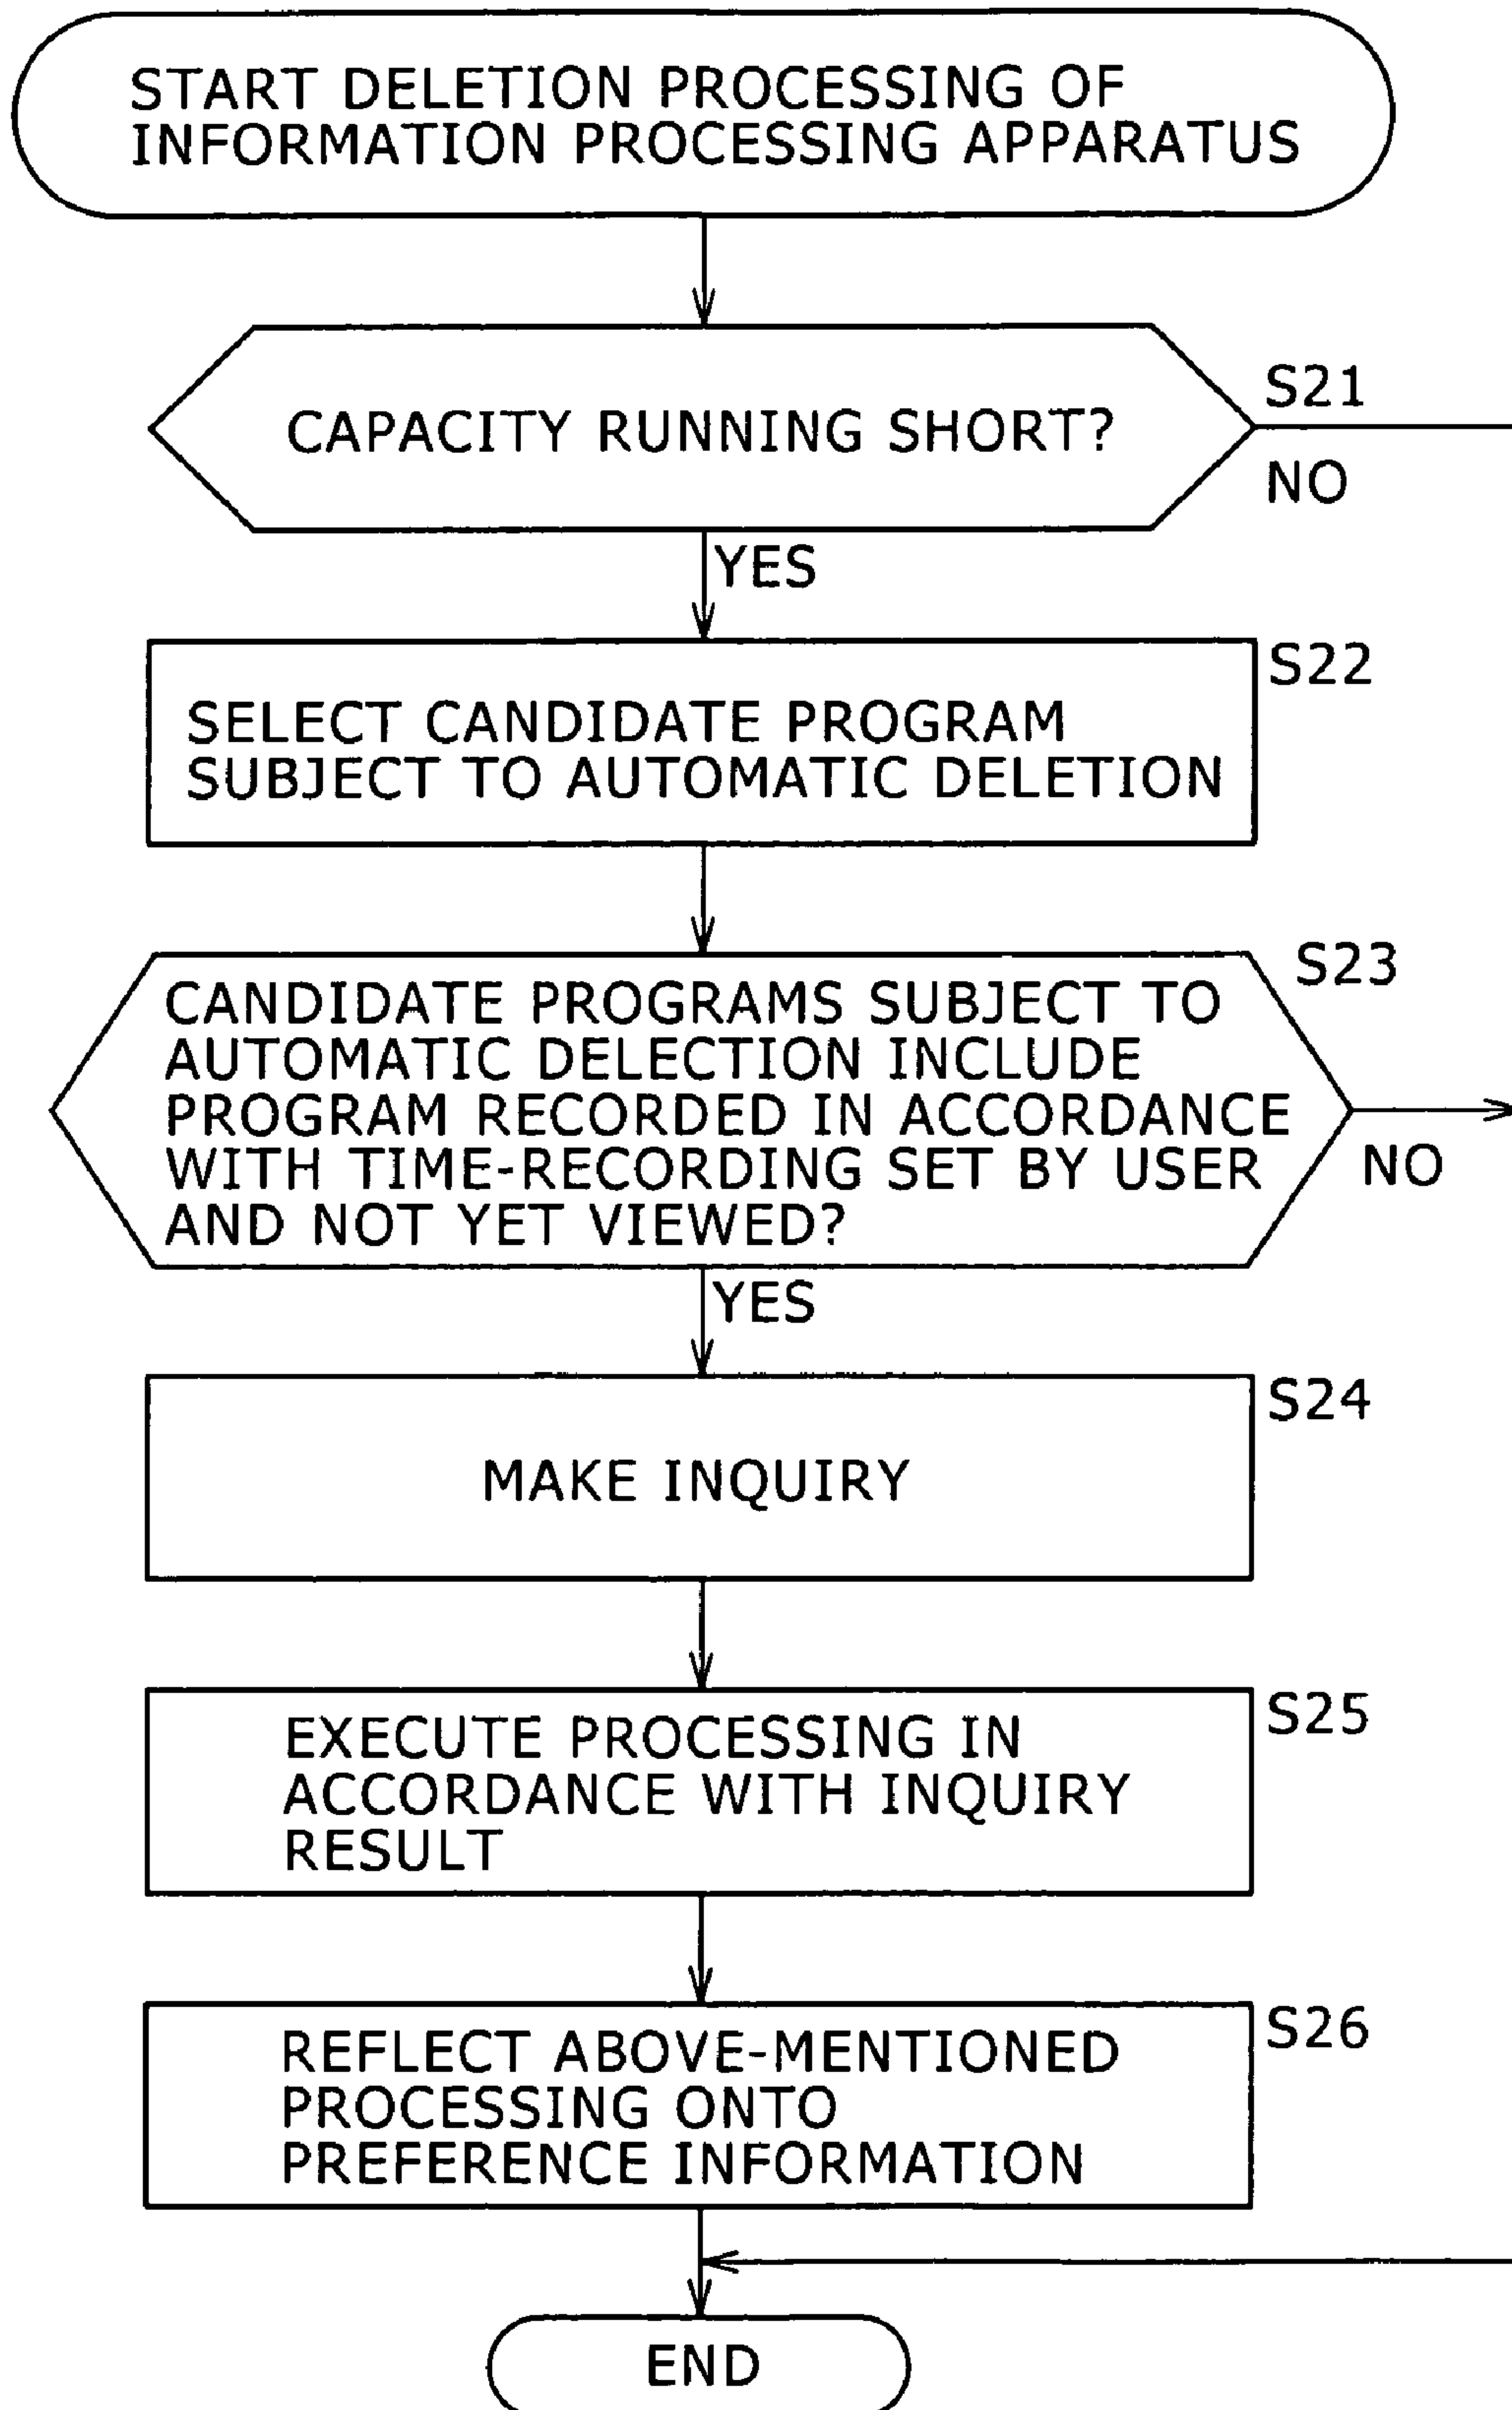 START DELETION PROCESSING OF
INFORMATION PROCESSING APPARATUS
CAPACITY RUNNING SHORT?
S21
NO
YES
S22
SELECT CANDIDATE PROGRAM
SUBJECT TO AUTOMATIC DELETION
S23
CANDIDATE PROGRAMS SUBJECT TO
AUTOMATIC DELECTION INCLUDE
PROGRAM RECORDED IN ACCORDANCE
WITH TIME-RECORDING SET BY USER
AND NOT YET VIEWED?
NO
YES
S24
MAKE INQUIRY
S25
EXECUTE PROCESSING IN
ACCORDANCE WITH INQUIRY
RESULT
S26
REFLECT ABOVE-MENTIONED
PROCESSING ONTO
PREFERENCE INFORMATION
END